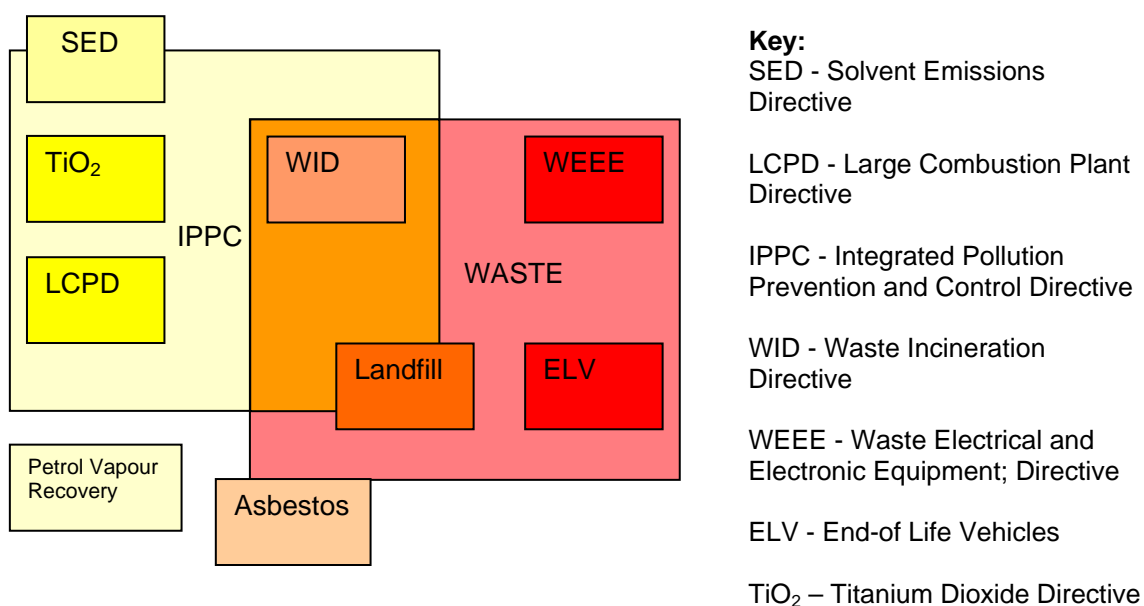 SED
TiO₂
WID
WEEE
IPPC
WASTE
LCPD
Landfill
ELV
Petrol Vapour
Recovery
Asbestos
Key:
SED - Solvent Emissions
Directive
LCPD - Large Combustion Plant
Directive
IPPC - Integrated Pollution
Prevention and Control Directive
WID - Waste Incineration
Directive
WEEE - Waste Electrical and
Electronic Equipment; Directive
ELV - End-of Life Vehicles
TiO₂ – Titanium Dioxide Directive